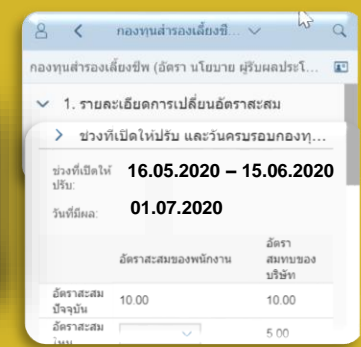 กองทุนสำรองเลี้ยงชี...
กองทุนสำรองเลี้ยงชีพ (อัตรา นโยบาย ผู้รับผลประโ...
1. รายละเอียดการเปลี่ยนอัตราสะสม
ช่วงที่เปิดให้ปรับ และวันครบรอบกองทุ...
ช่วงที่เปิดให้
ปรับ:
16.05.2020 – 15.06.2020
วันที่มีผล:
01.07.2020
อัตราสะสมของพนักงาน
อัตรา
สมทบของ
บริษัท
อัตราสะสม
ปัจจุบัน
10.00
10.00
อัตราสะสม
ใหม่
5.00